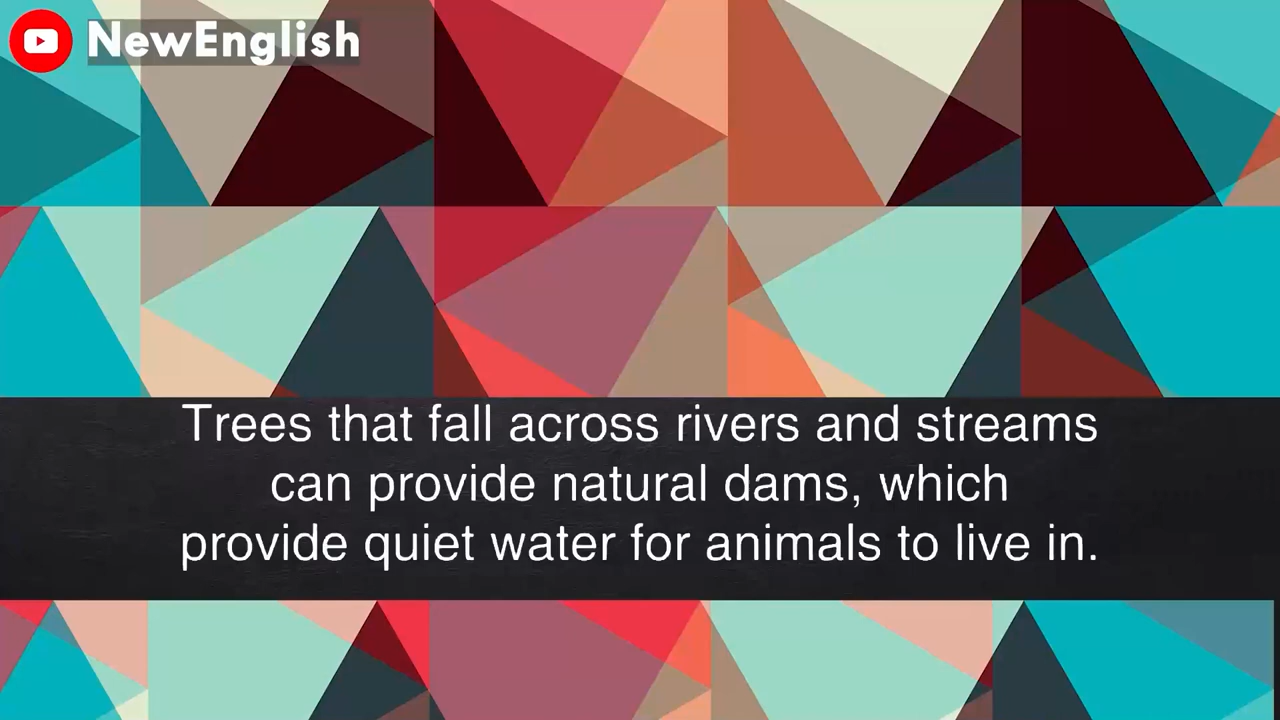 NewEnglish
Trees that fall across rivers and streams
can provide natural dams, which
provide quiet water for animals to live in.